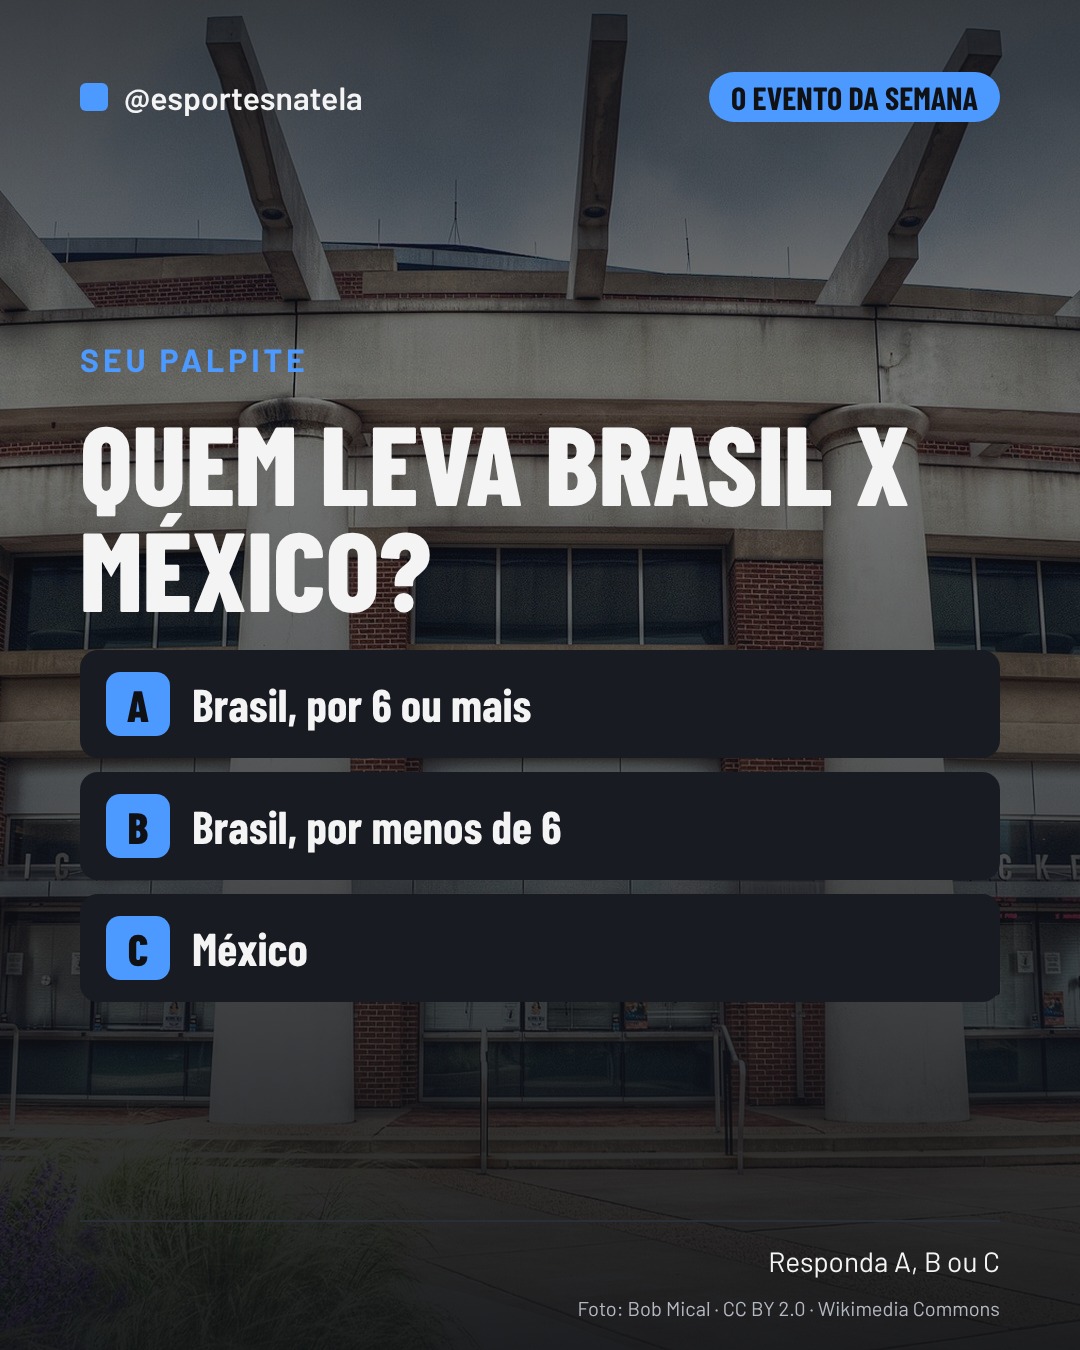 @esportesnatela
O EVENTO DA SEMANA
SEU PALPITE
QUEM LEVA BRASIL X
MÉXICO?
A Brasil, por 6 ou mais
B Brasil, por menos de 6
C México
Responda A, B ou C
Foto: Bob Mical · CC BY 2.0 · Wikimedia Commons